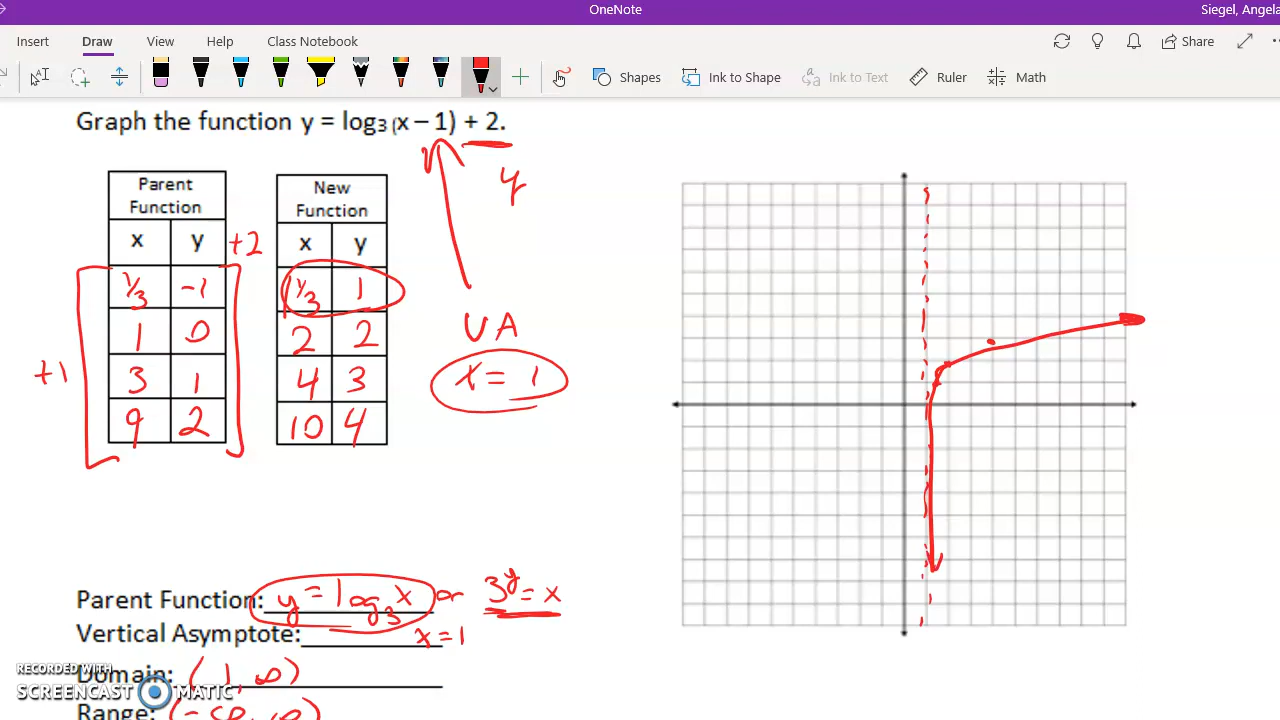 OneNote
Siegel, Angela
Insert Draw View Help Class Notebook
Share
Shapes Ink to Shape Ink to Text Ruler Math
Graph the function y = log₃ (x – 1) + 2.
y
Parent Function
x y
+2
1/3 -1
1 0
3 1
9 2
+1
New Function
x y
1 1/3 1
2 2
4 3
10 4
VA
x = 1
Parent Function: y = log₃ x or 3^y = x
Vertical Asymptote: x = 1
Domain: (1, ∞)
Range: (-∞, ∞)
RECORDED WITH
SCREENCAST MATIC